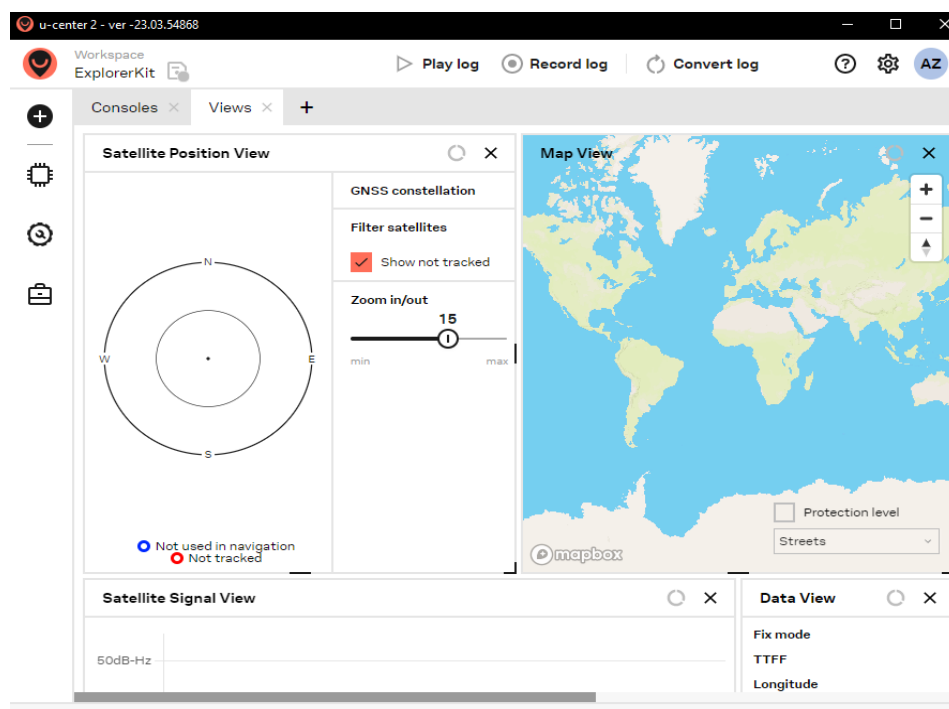 u-center 2 - ver -23.03.54868
Workspace
ExplorerKit
Play log
Record log
Convert log
AZ
Consoles
Views
Satellite Position View
N
W
E
S
Not used in navigation
Not tracked
GNSS constellation
Filter satellites
Show not tracked
Zoom in/out
15
min
max
Map View
Protection level
Streets
mapbox
Satellite Signal View
50dB-Hz
Data View
Fix mode
TTFF
Longitude